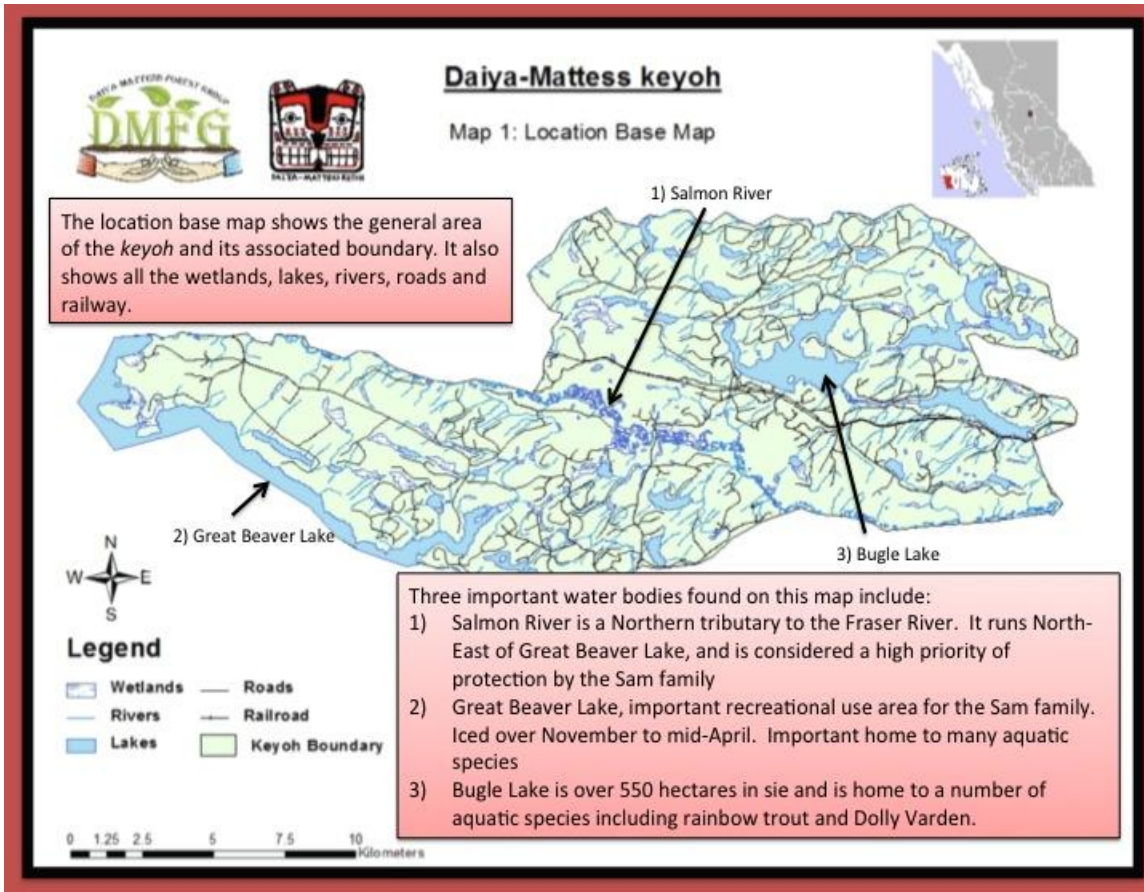 DAIYA-MATTESS FOREST GROUP
DMFG
DAIYA-MATTESS KEYOH
Daiya-Mattess keyoh
Map 1: Location Base Map
The location base map shows the general area
of the keyoh and its associated boundary. It also
shows all the wetlands, lakes, rivers, roads and
railway.
1) Salmon River
2) Great Beaver Lake
3) Bugle Lake
N
W E
S
Legend
Wetlands
Rivers
Lakes
Roads
Railroad
Keyoh Boundary
0 1.25 2.5 5 7.5 10
Kilometers
Three important water bodies found on this map include:
1) Salmon River is a Northern tributary to the Fraser River. It runs North-
East of Great Beaver Lake, and is considered a high priority of
protection by the Sam family
2) Great Beaver Lake, important recreational use area for the Sam family.
Iced over November to mid-April. Important home to many aquatic
species
3) Bugle Lake is over 550 hectares in sie and is home to a number of
aquatic species including rainbow trout and Dolly Varden.